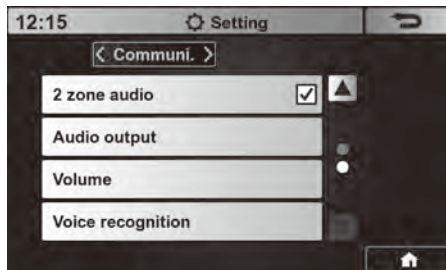 12:15 Setting
< Communi. >
2 zone audio
Audio output
Volume
Voice recognition